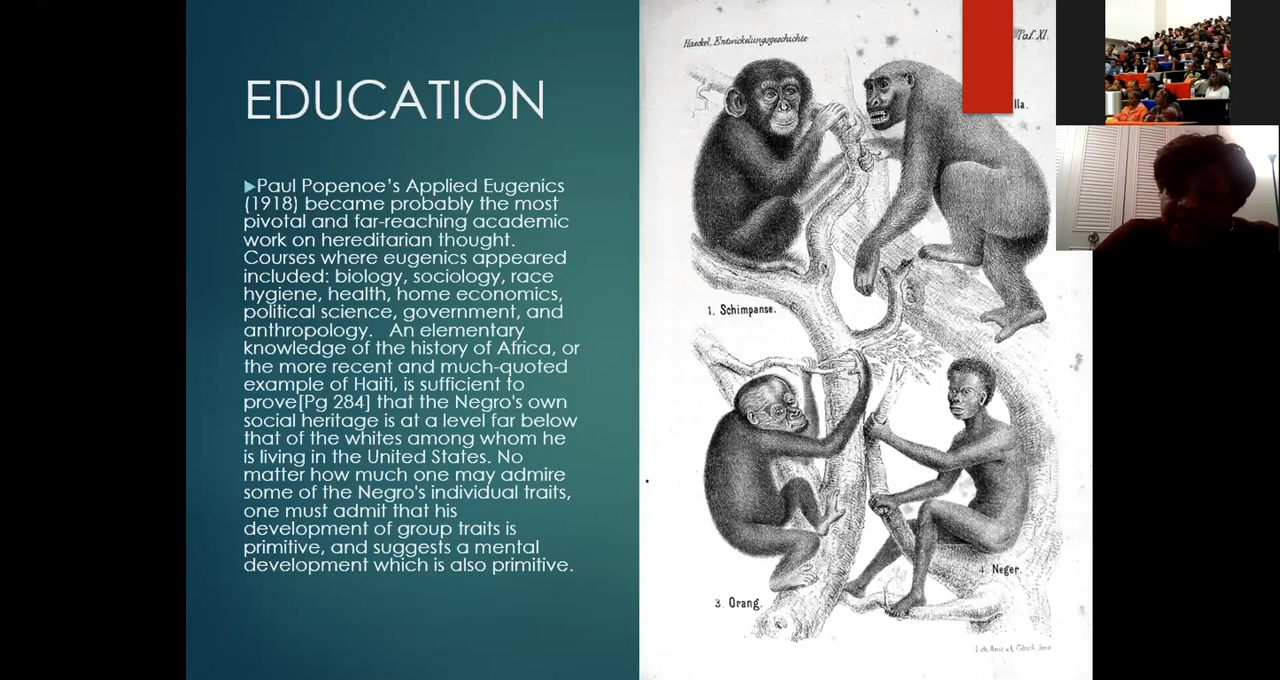 EDUCATION
Paul Popenoe's Applied Eugenics
(1918) became probably the most
pivotal and far-reaching academic
work on hereditarian thought.
Courses where eugenics appeared
included: biology, sociology, race
hygiene, health, home economics,
political science, government, and
anthropology. An elementary
knowledge of the history of Africa, or
the more recent and much-quoted
example of Haiti, is sufficient to
prove[Pg 284] that the Negro's own
social heritage is at a level far below
that of the whites among whom he
is living in the United States. No
matter how much one may admire
some of the Negro's individual traits,
one must admit that his
development of group traits is
primitive, and suggests a mental
development which is also primitive.
Haeckel, Entwickelungsgeschichte
Taf. XI.
lla.
1. Schimpanse.
3. Orang.
4. Neger.